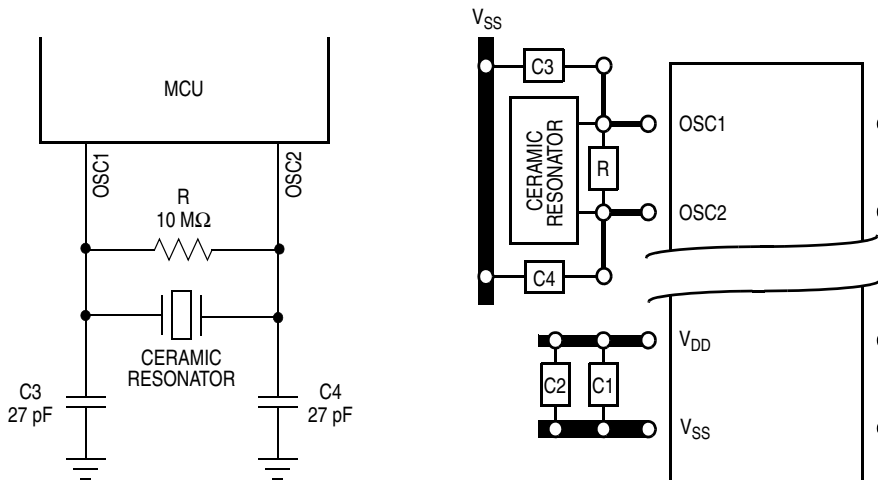 MCU
OSC1
OSC2
R
10 MΩ
CERAMIC
RESONATOR
C3
27 pF
C4
27 pF
VSS
C3
CERAMIC
RESONATOR
R
OSC1
OSC2
C4
VDD
C2
C1
VSS